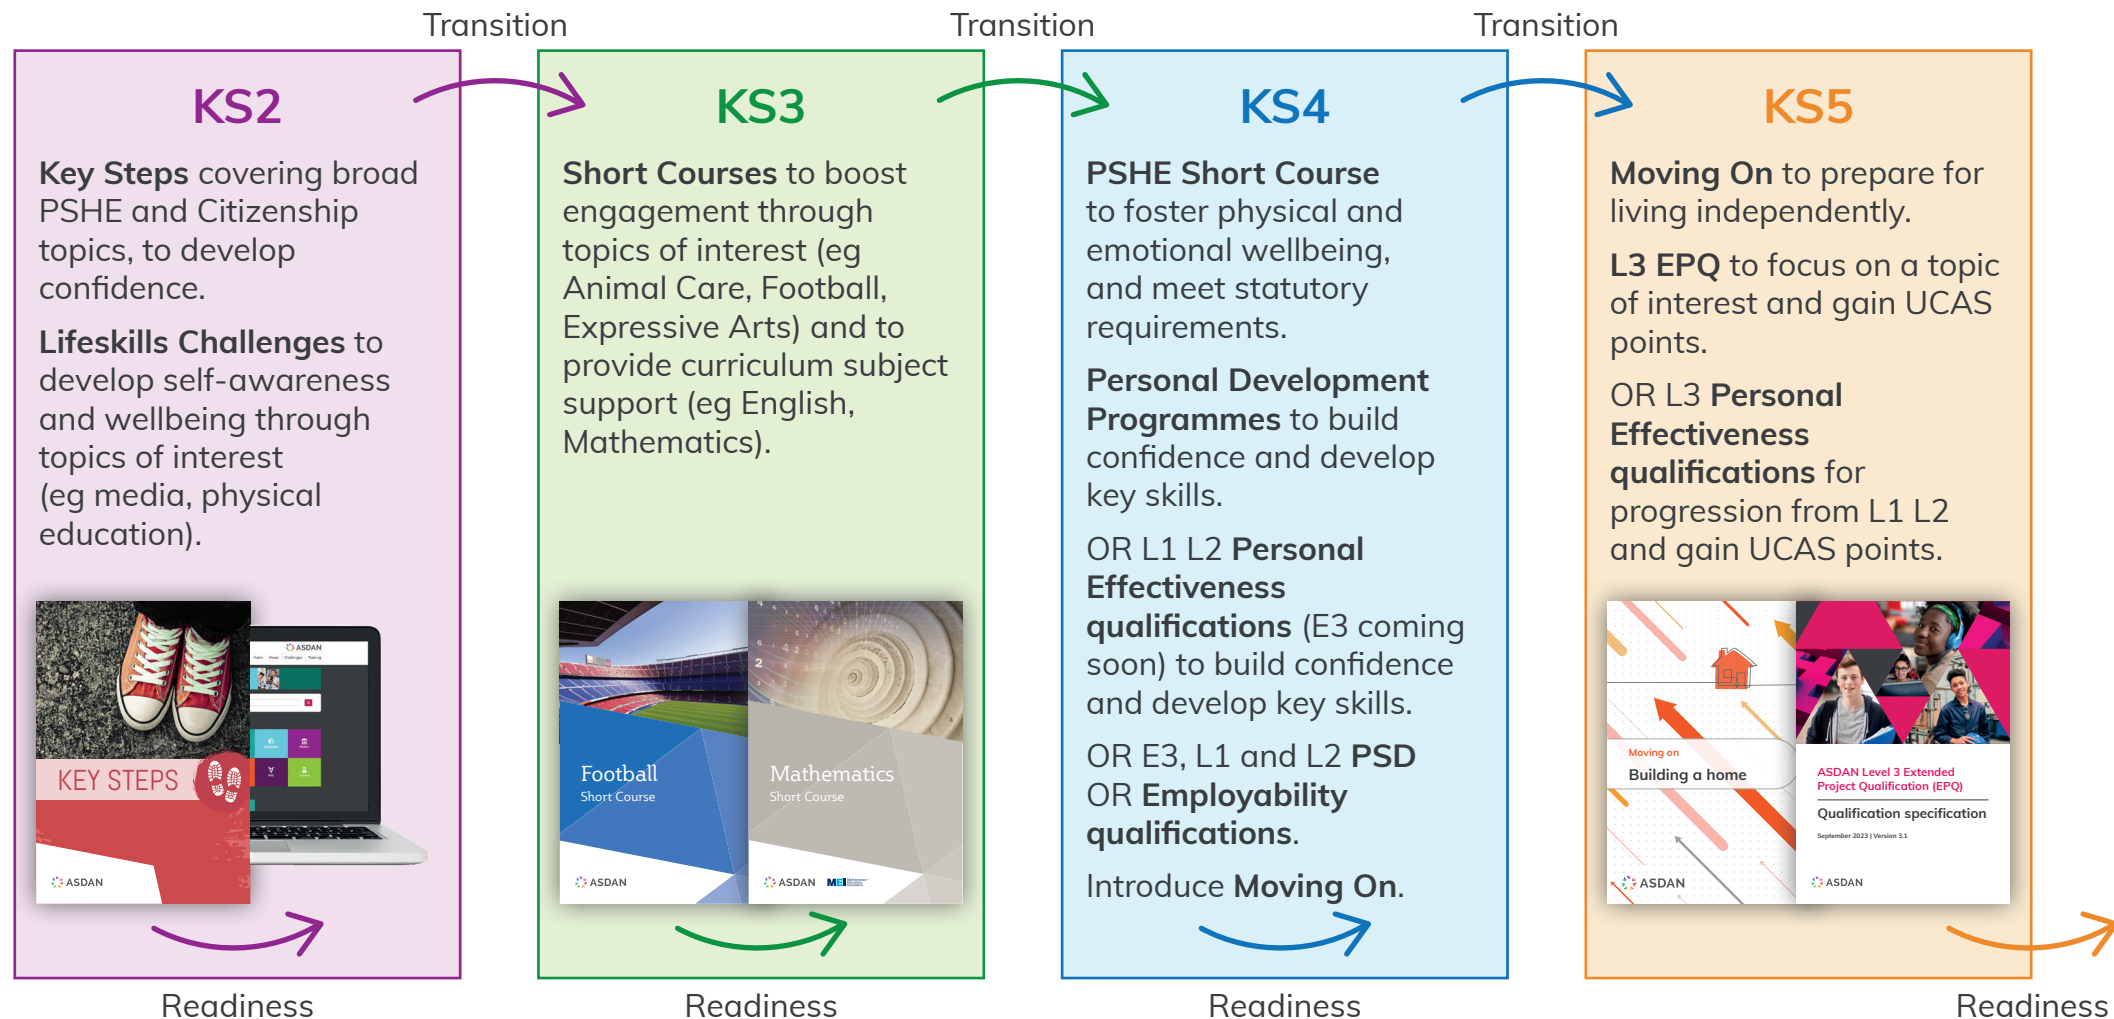 Transition
Transition
Transition
KS2
Key Steps covering broad
PSHE and Citizenship
topics, to develop
confidence.
Lifeskills Challenges to
develop self-awareness
and wellbeing through
topics of interest
(eg media, physical
education).
ASDAN
Home About Challenges Training
KEY STEPS
ASDAN
Readiness
KS3
Short Courses to boost
engagement through
topics of interest (eg
Animal Care, Football,
Expressive Arts) and to
provide curriculum subject
support (eg English,
Mathematics).
Football
Short Course
ASDAN
Mathematics
Short Course
ASDAN
MEI
Readiness
KS4
PSHE Short Course
to foster physical and
emotional wellbeing,
and meet statutory
requirements.
Personal Development
Programmes to build
confidence and develop
key skills.
OR L1 L2 Personal
Effectiveness
qualifications (E3 coming
soon) to build confidence
and develop key skills.
OR E3, L1 and L2 PSD
OR Employability
qualifications.
Introduce Moving On.
Readiness
KS5
Moving On to prepare for
living independently.
L3 EPQ to focus on a topic
of interest and gain UCAS
points.
OR L3 Personal
Effectiveness
qualifications for
progression from L1 L2
and gain UCAS points.
Moving on
Building a home
ASDAN
ASDAN Level 3 Extended
Project Qualification (EPQ)
Qualification specification
September 2023 | Version 3.1
ASDAN
Readiness